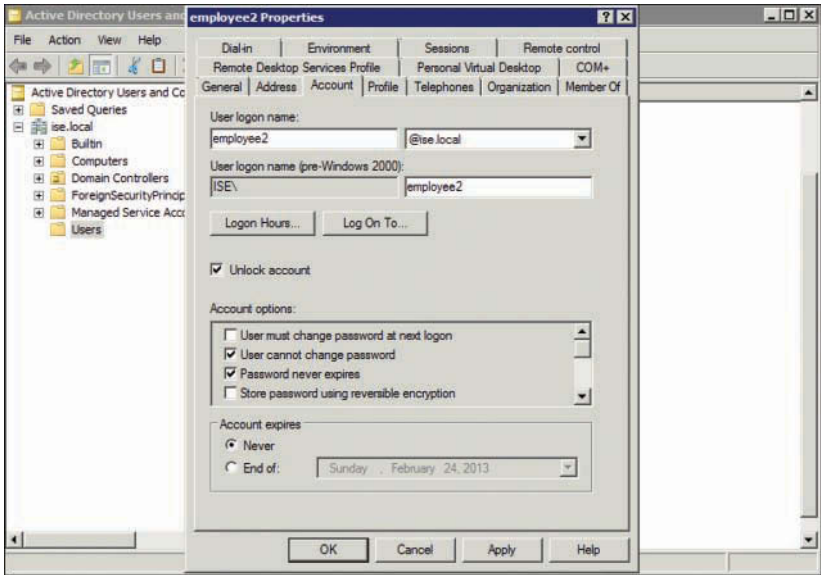 Active Directory Users and
employee2 Properties
File Action View Help
Active Directory Users and Co
Saved Queries
ise.local
Builtin
Computers
Domain Controllers
ForeignSecurityPrincip
Managed Service Acco
Users
Dial-in Environment Sessions Remote control
Remote Desktop Services Profile Personal Virtual Desktop COM+
General Address Account Profile Telephones Organization Member Of
User logon name:
employee2 @ise.local
User logon name (pre-Windows 2000):
ISE\ employee2
Logon Hours... Log On To...
Unlock account
Account options:
User must change password at next logon
User cannot change password
Password never expires
Store password using reversible encryption
Account expires
Never
End of: Sunday , February 24, 2013
OK Cancel Apply Help